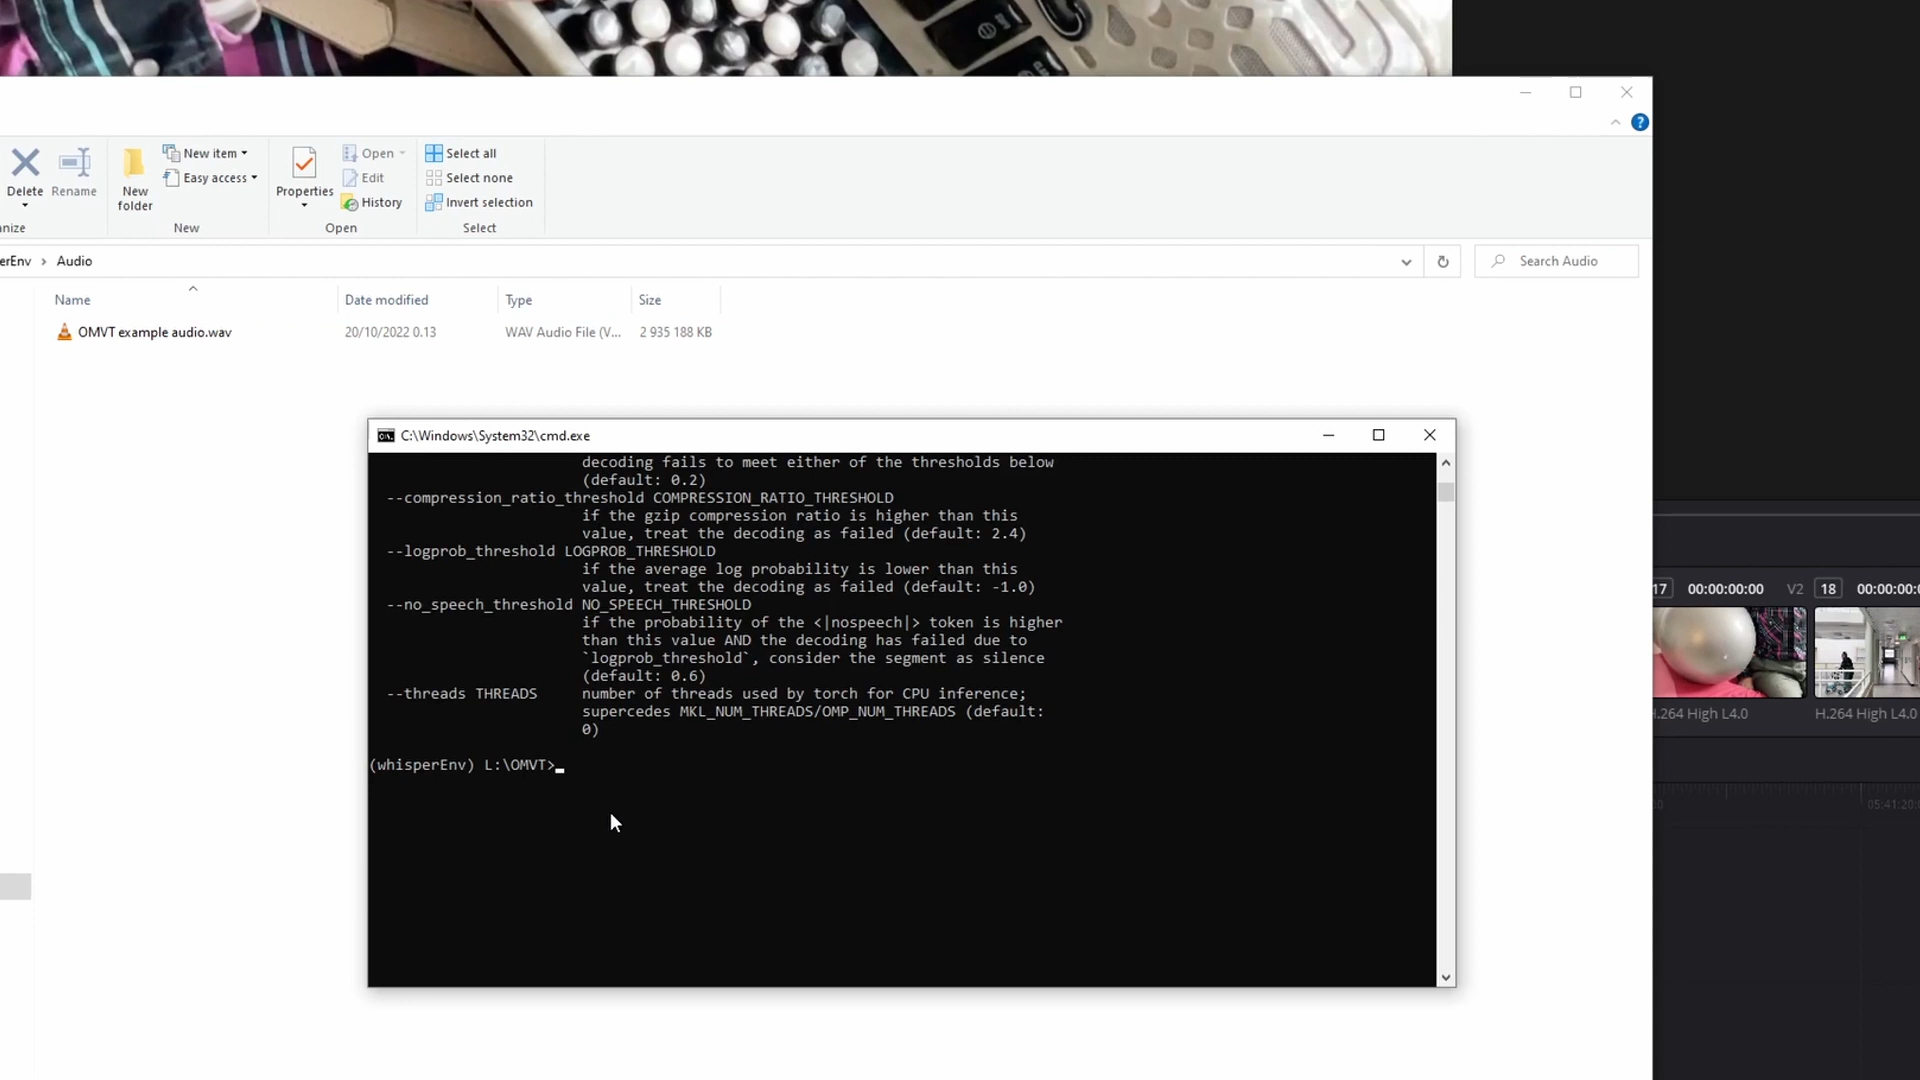 New item
Open
Select all
Easy access
Edit
Select none
Delete
Rename
New
folder
Properties
History
Invert selection
New
Open
Select
Audio
Search Audio
Name
Date modified
Type
Size
OMVT example audio.wav
20/10/2022 0.13
WAV Audio File (V...
2 935 188 KB
C:\Windows\System32\cmd.exe
decoding fails to meet either of the thresholds below
(default: 0.2)
--compression_ratio_threshold COMPRESSION_RATIO_THRESHOLD
if the gzip compression ratio is higher than this
value, treat the decoding as failed (default: 2.4)
--logprob_threshold LOGPROB_THRESHOLD
if the average log probability is lower than this
value, treat the decoding as failed (default: -1.0)
--no_speech_threshold NO_SPEECH_THRESHOLD
if the probability of the <|nospeech|> token is higher
than this value AND the decoding has failed due to
`logprob_threshold`, consider the segment as silence
(default: 0.6)
--threads THREADS number of threads used by torch for CPU inference;
supercedes MKL_NUM_THREADS/OMP_NUM_THREADS (default:
0)
(whisperEnv) L:\OMVT>
17 00:00:00:00 V2 18 00:00:00:0
H.264 High L4.0
H.264 High L4.0
05:41:20:0